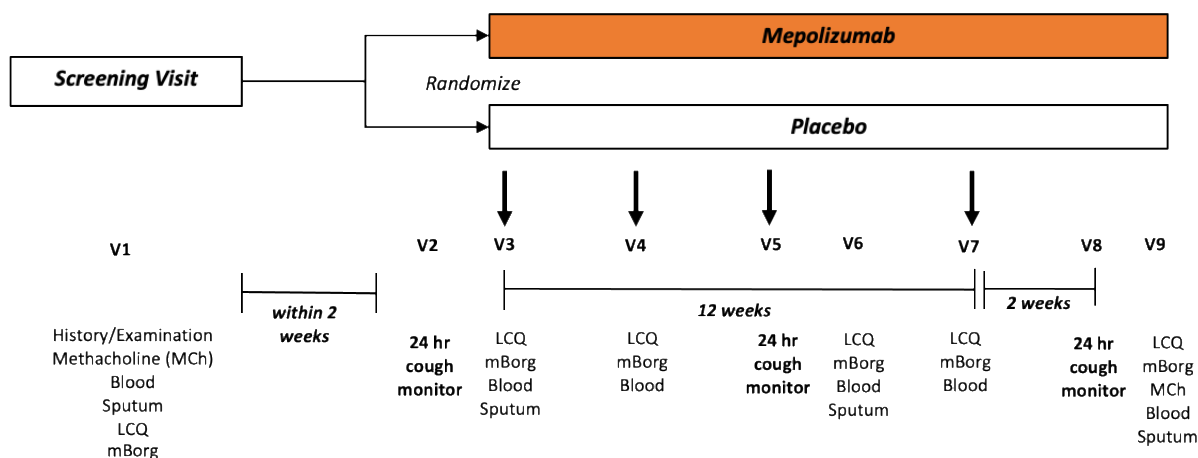 Mepolizumab
Screening Visit
Randomize
Placebo
V1
V2
V3
V4
V5
V6
V7
V8
V9
within 2
weeks
12 weeks
2 weeks
History/Examination
Methacholine (MCh)
Blood
Sputum
LCQ
mBorg
24 hr
cough
monitor
LCQ
mBorg
Blood
Sputum
LCQ
mBorg
Blood
24 hr
cough
monitor
LCQ
mBorg
Blood
Sputum
LCQ
mBorg
Blood
24 hr
cough
monitor
LCQ
mBorg
MCh
Blood
Sputum